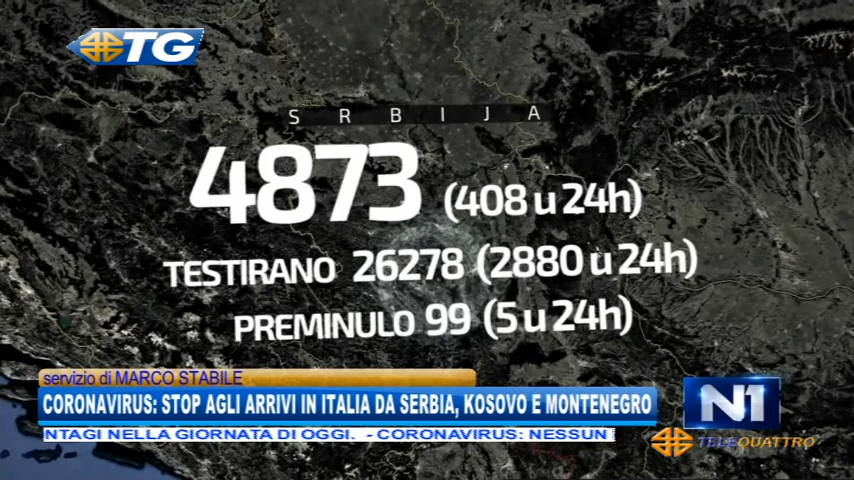 TG
SRBIJA
4873 (408 u 24h)
TESTIRANO 26278 (2880 u 24h)
PREMINULO 99 (5 u 24h)
servizio di MARCO STABILE
CORONAVIRUS: STOP AGLI ARRIVI IN ITALIA DA SERBIA, KOSOVO E MONTENEGRO
N1
NTAGI NELLA GIORNATA DI OGGI. - CORONAVIRUS: NESSUN
TELEQUATTRO